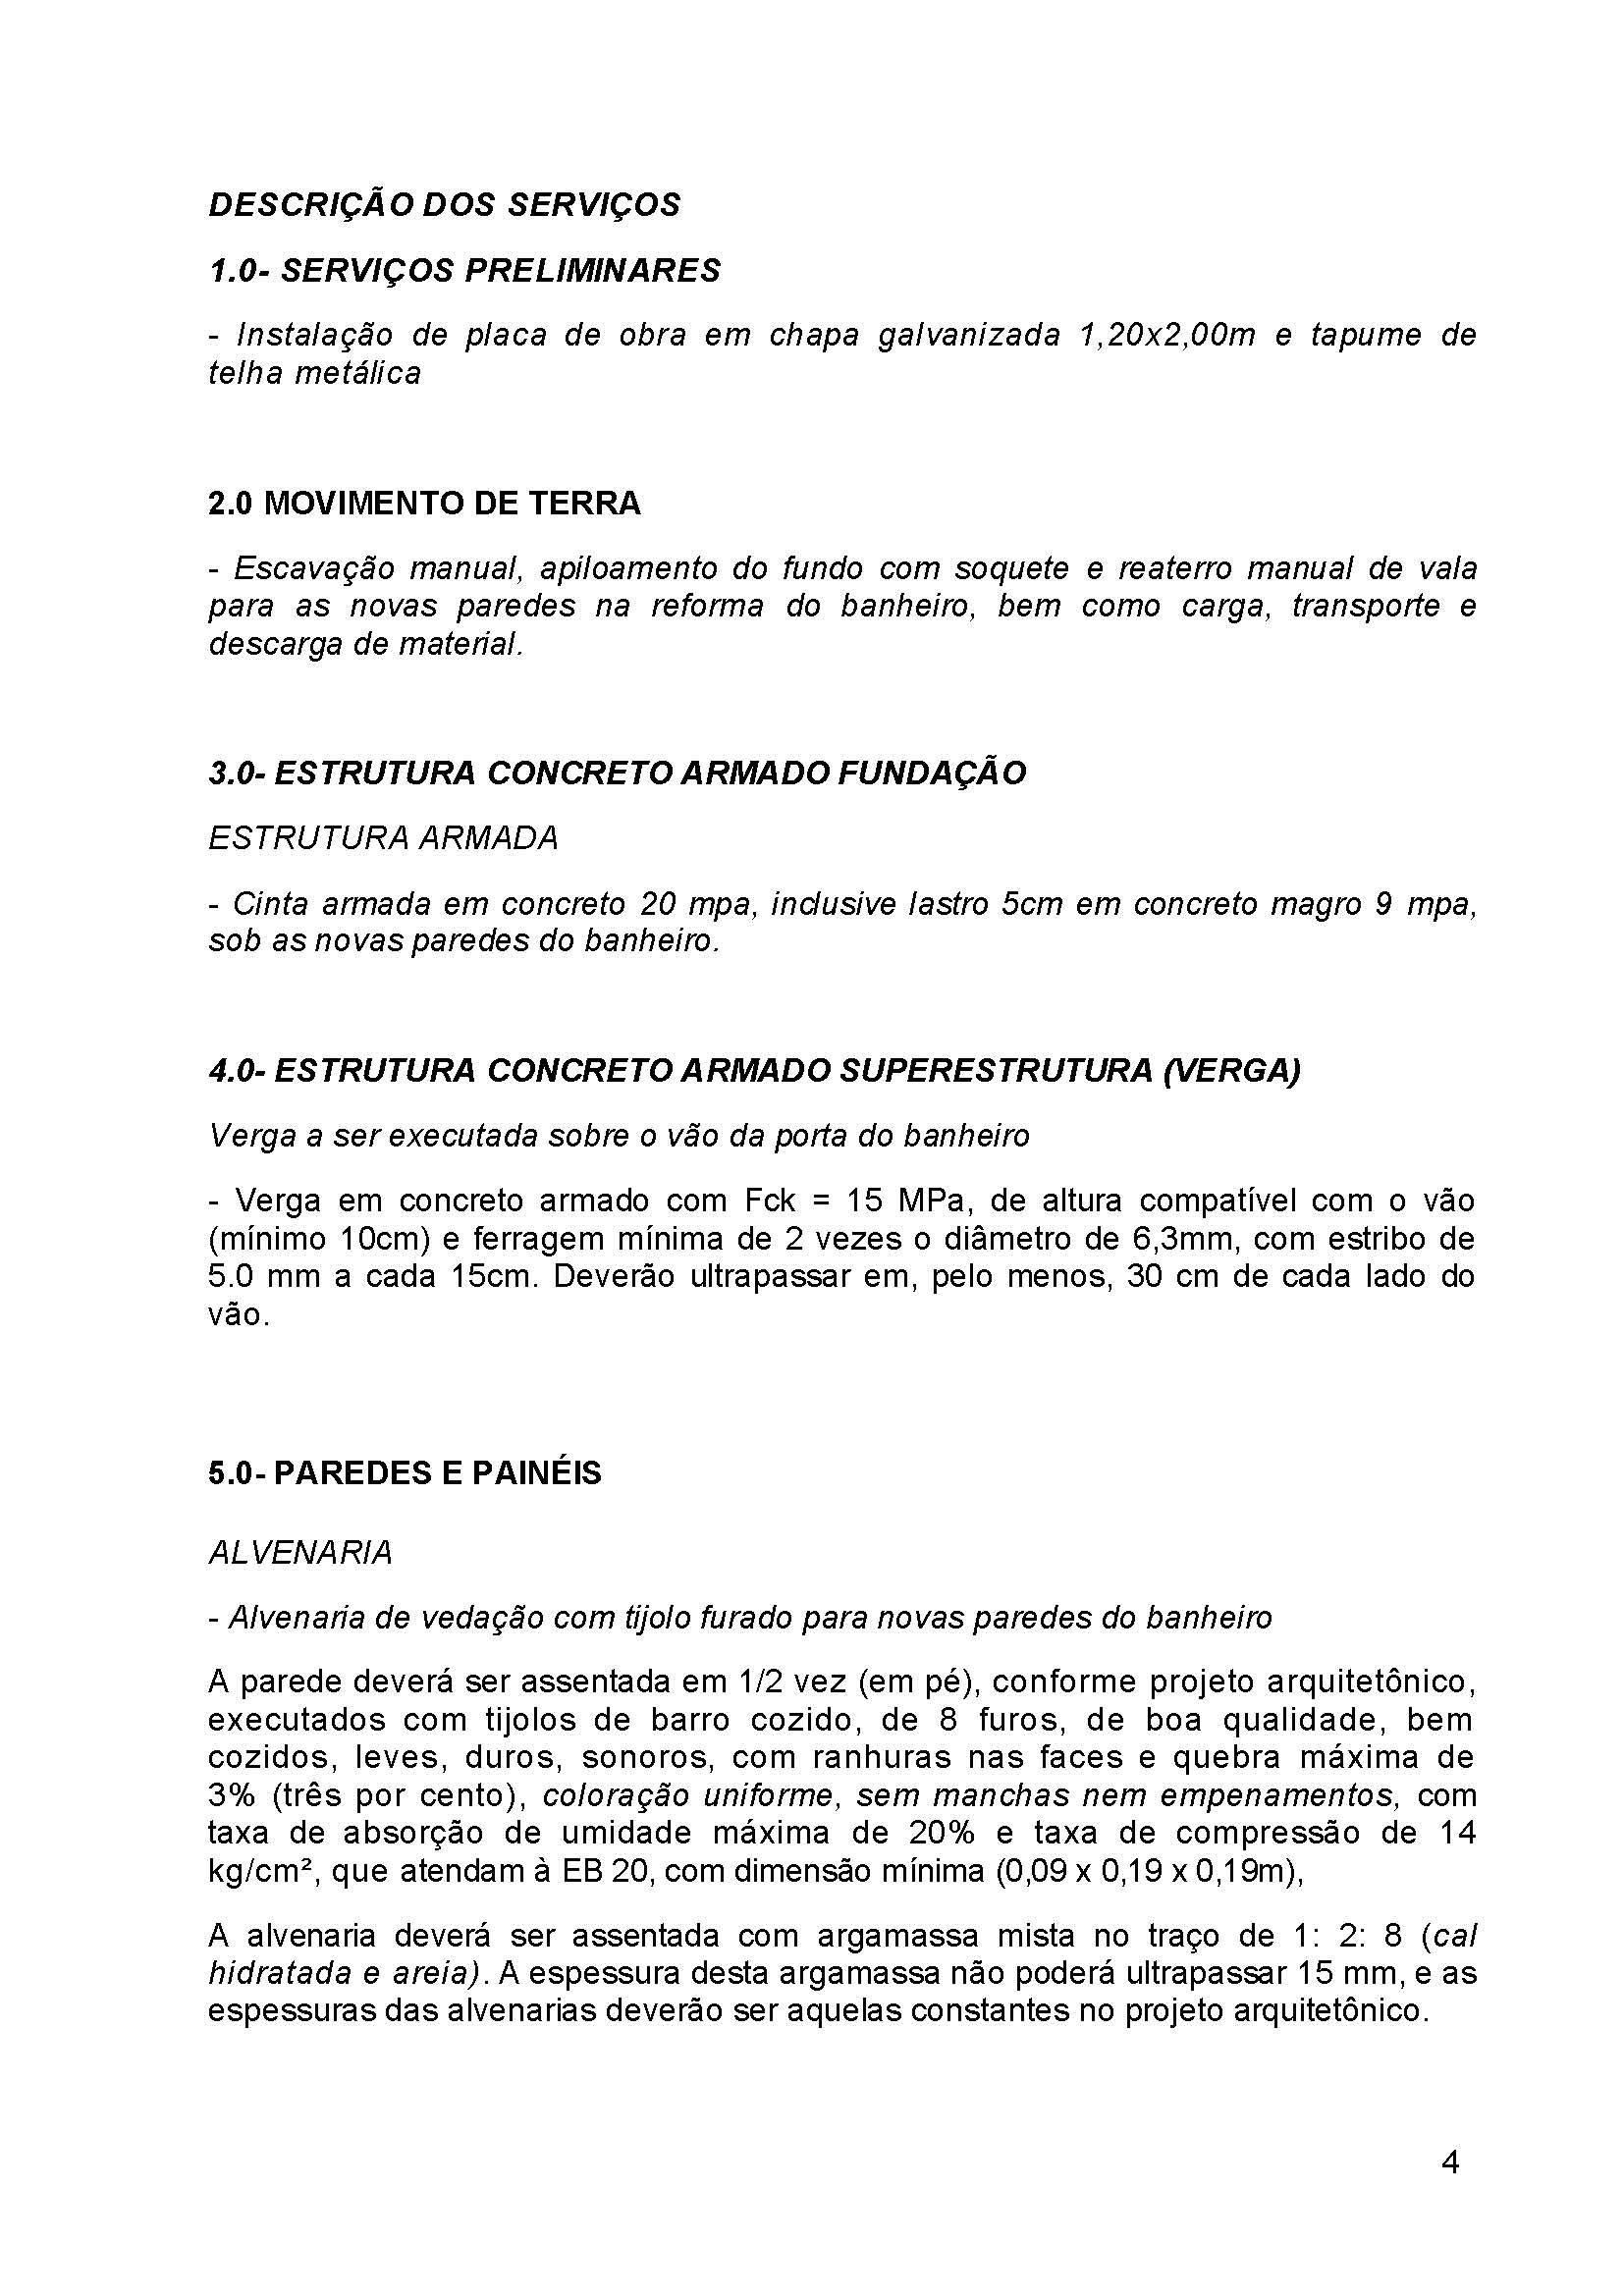 DESCRIÇÃO DOS SERVIÇOS
1.0- SERVIÇOS PRELIMINARES
- Instalação de placa de obra em chapa galvanizada 1,20x2,00m e tapume de
telha metálica
2.0 MOVIMENTO DE TERRA
- Escavação manual, apiloamento do fundo com soquete e reaterro manual de vala
para as novas paredes na reforma do banheiro, bem como carga, transporte e
descarga de material.
3.0- ESTRUTURA CONCRETO ARMADO FUNDAÇÃO
ESTRUTURA ARMADA
- Cinta armada em concreto 20 mpa, inclusive lastro 5cm em concreto magro 9 mpa,
sob as novas paredes do banheiro.
4.0- ESTRUTURA CONCRETO ARMADO SUPERESTRUTURA (VERGA)
Verga a ser executada sobre o vão da porta do banheiro
- Verga em concreto armado com Fck = 15 MPa, de altura compatível com o vão
(mínimo 10cm) e ferragem mínima de 2 vezes o diâmetro de 6,3mm, com estribo de
5.0 mm a cada 15cm. Deverão ultrapassar em, pelo menos, 30 cm de cada lado do
vão.
5.0- PAREDES E PAINÉIS
ALVENARIA
- Alvenaria de vedação com tijolo furado para novas paredes do banheiro
A parede deverá ser assentada em 1/2 vez (em pé), conforme projeto arquitetônico,
executados com tijolos de barro cozido, de 8 furos, de boa qualidade, bem
cozidos, leves, duros, sonoros, com ranhuras nas faces e quebra máxima de
3% (três por cento), coloração uniforme, sem manchas nem empenamentos, com
taxa de absorção de umidade máxima de 20% e taxa de compressão de 14
kg/cm², que atendam à EB 20, com dimensão mínima (0,09 x 0,19 x 0,19m),
A alvenaria deverá ser assentada com argamassa mista no traço de 1: 2: 8 (cal
hidratada e areia). A espessura desta argamassa não poderá ultrapassar 15 mm, e as
espessuras das alvenarias deverão ser aquelas constantes no projeto arquitetônico.
4